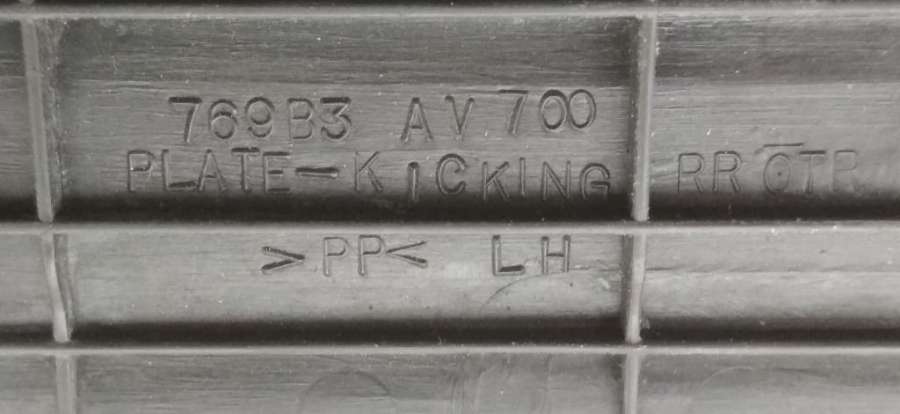 769B3 AV700
PLATE-KICKING RR OTR
>PP< LH